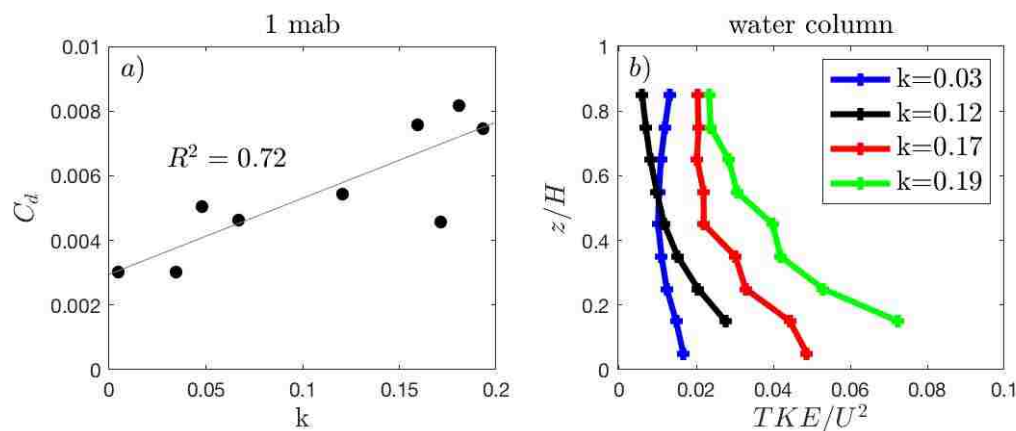 1 mab
a)
R² = 0.72
C_d
0.01
0.008
0.006
0.004
0.002
0
0 0.05 0.1 0.15 0.2
k
water column
b)
k=0.03
k=0.12
k=0.17
k=0.19
z/H
1
0.8
0.6
0.4
0.2
0
0 0.02 0.04 0.06 0.08 0.1
TKE/U²